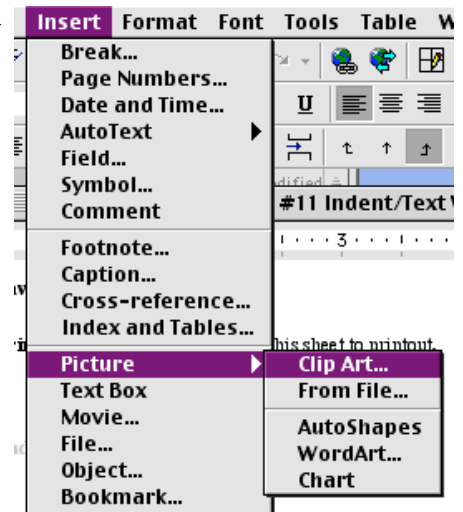 Insert Format Font Tools Table W
Break...
Page Numbers...
Date and Time...
AutoText
Field...
Symbol...
Comment
Footnote...
Caption...
Cross-reference...
Index and Tables...
Picture
Text Box
Movie...
File...
Object...
Bookmark...
U
#11 Indent/Text
3
his sheet to printout.
Clip Art...
From File...
AutoShapes
WordArt...
Chart